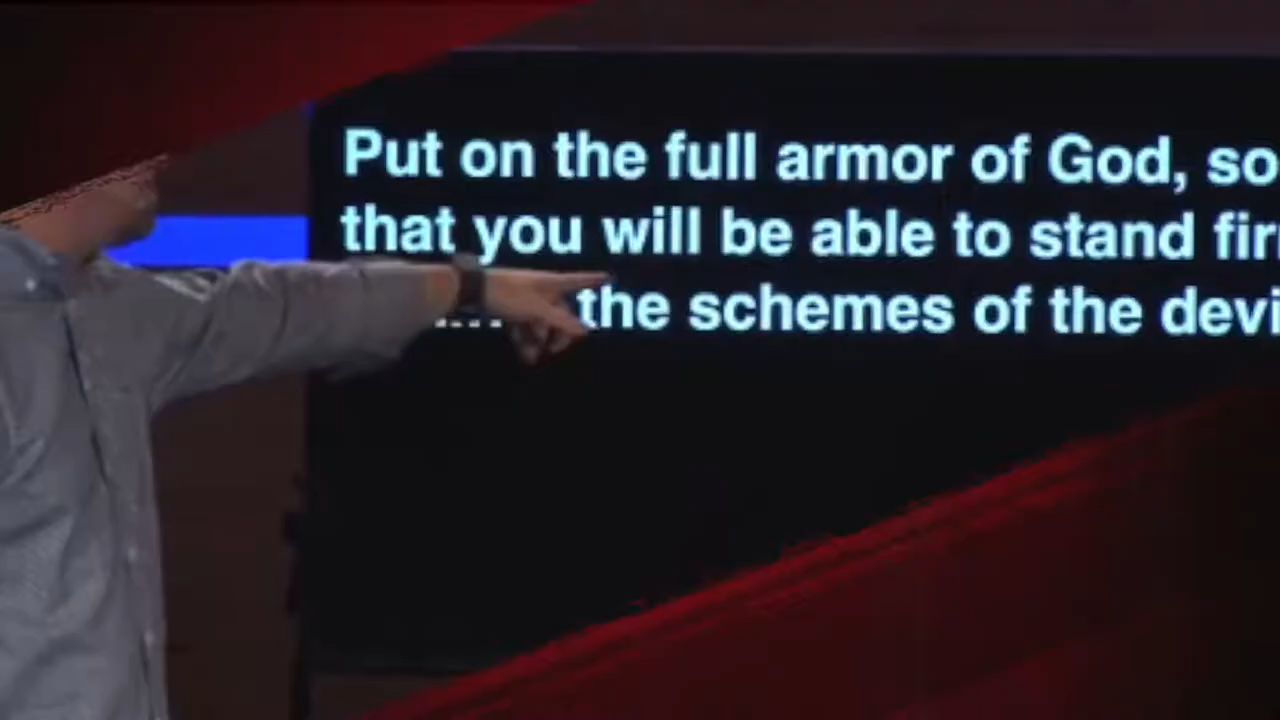 Put on the full armor of God, so
that you will be able to stand fir
the schemes of the devi